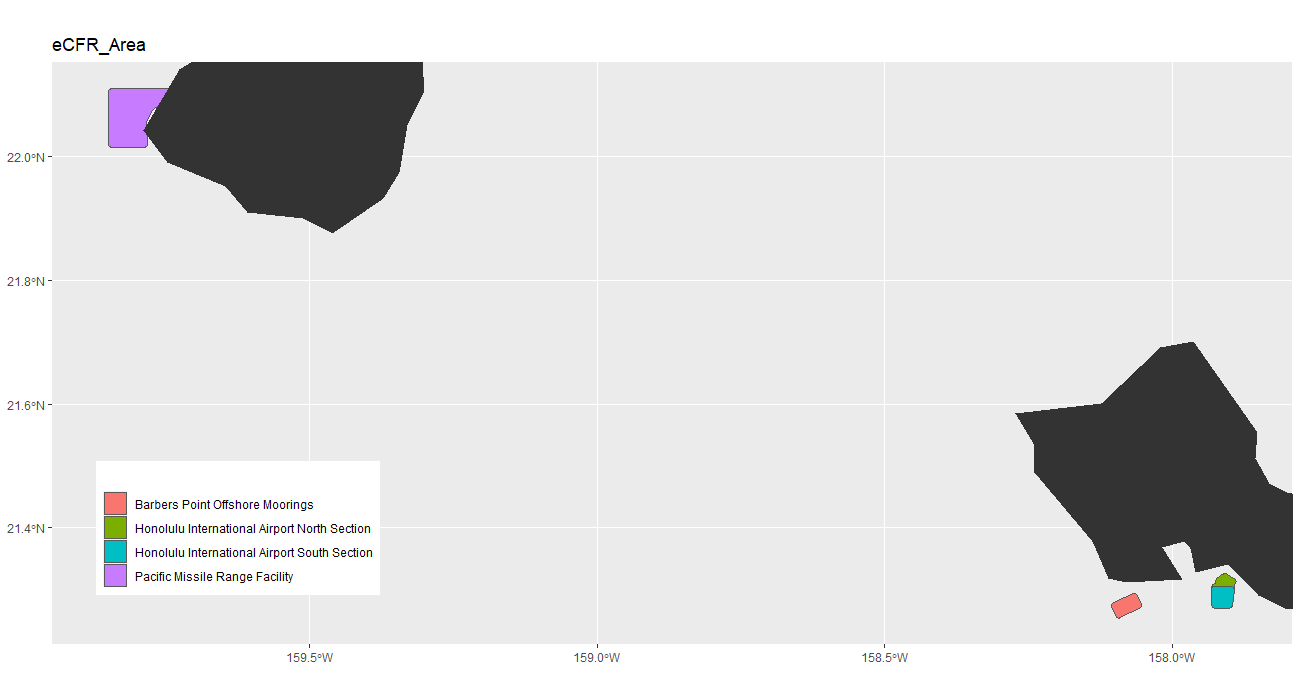 eCFR_Area
22.0°N
21.8°N
21.6°N
21.4°N
Barbers Point Offshore Moorings
Honolulu International Airport North Section
Honolulu International Airport South Section
Pacific Missile Range Facility
159.5°W 159.0°W 158.5°W 158.0°W